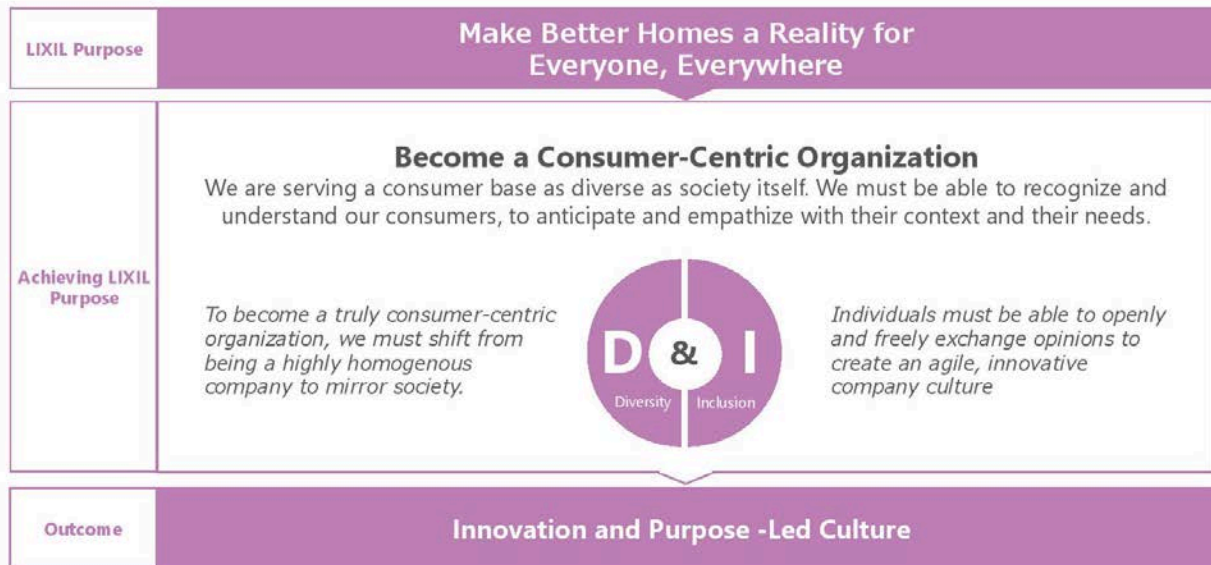 LIXIL Purpose
Make Better Homes a Reality for
Everyone, Everywhere
Achieving LIXIL
Purpose
Become a Consumer-Centric Organization
We are serving a consumer base as diverse as society itself. We must be able to recognize and
understand our consumers, to anticipate and empathize with their context and their needs.
To become a truly consumer-centric
organization, we must shift from
being a highly homogenous
company to mirror society.
D & I
Diversity Inclusion
Individuals must be able to openly
and freely exchange opinions to
create an agile, innovative
company culture
Outcome
Innovation and Purpose -Led Culture